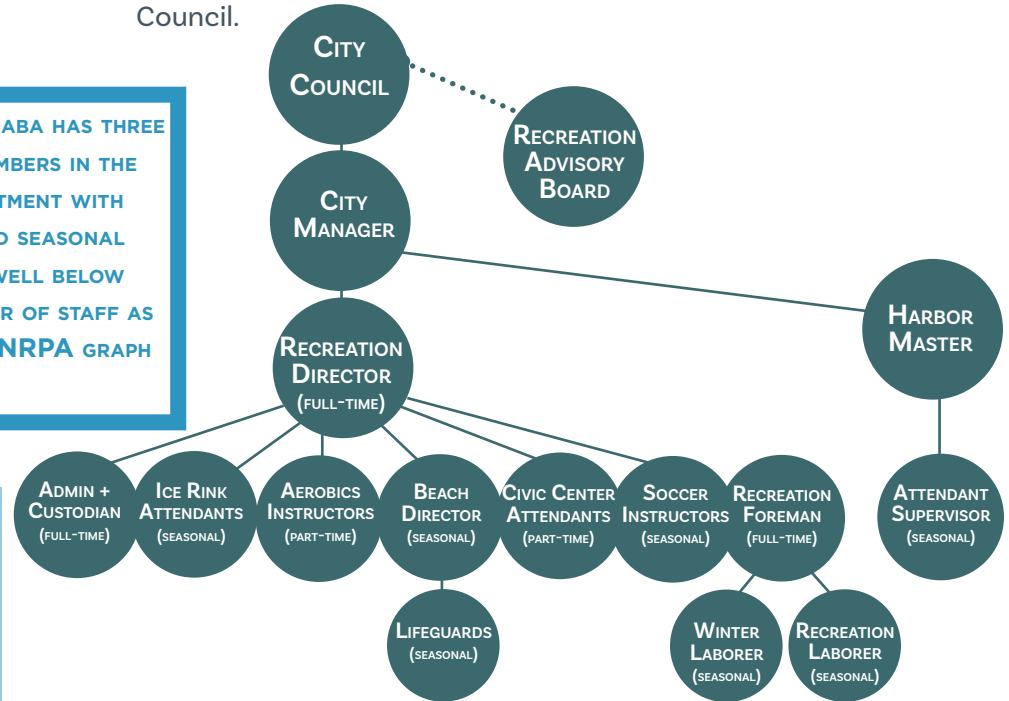 Council.
City
Council
Recreation
Advisory
Board
ABA has three
mbers in the
tment with
d seasonal
well below
r of staff as
NRPA graph
City
Manager
Harbor
Master
Recreation
Director
(full-time)
Admin +
Custodian
(full-time)
Ice Rink
Attendants
(seasonal)
Aerobics
Instructors
(part-time)
Beach
Director
(seasonal)
Civic Center
Attendants
(part-time)
Soccer
Instructors
(seasonal)
Recreation
Foreman
(full-time)
Attendant
Supervisor
(seasonal)
Lifeguards
(seasonal)
Winter
Laborer
(seasonal)
Recreation
Laborer
(seasonal)